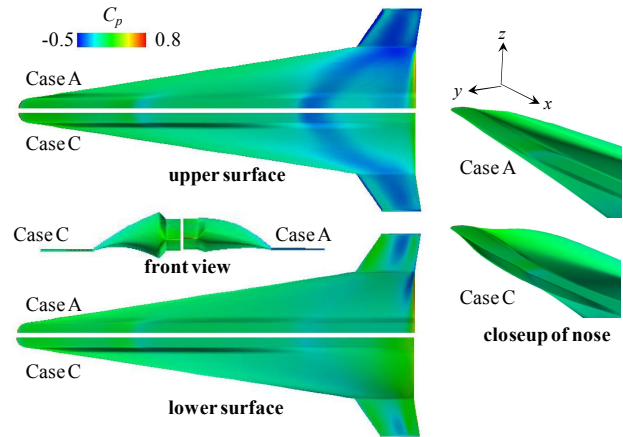 Cp
-0.5 0.8
Case A
Case C
upper surface
z
y
x
Case A
Case C Case A
front view
Case A
Case C
Case C
closeup of nose
lower surface